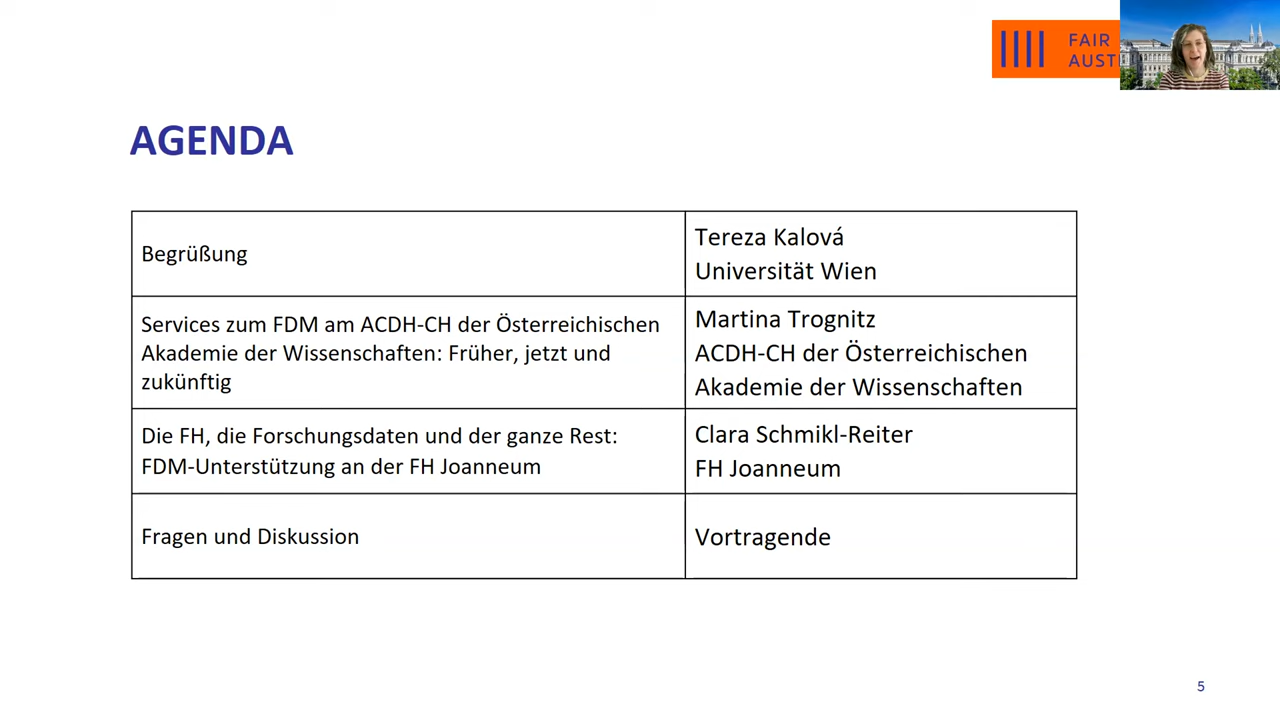 FAIR
AGENDA
Begrüßung
Tereza Kalová
Universität Wien
Services zum FDM am ACDH-CH der Österreichischen
Akademie der Wissenschaften: Früher, jetzt und
zukünftig
Martina Trognitz
ACDH-CH der Österreichischen
Akademie der Wissenschaften
Die FH, die Forschungsdaten und der ganze Rest:
FDM-Unterstützung an der FH Joanneum
Clara Schmikl-Reiter
FH Joanneum
Fragen und Diskussion
Vortragende
5